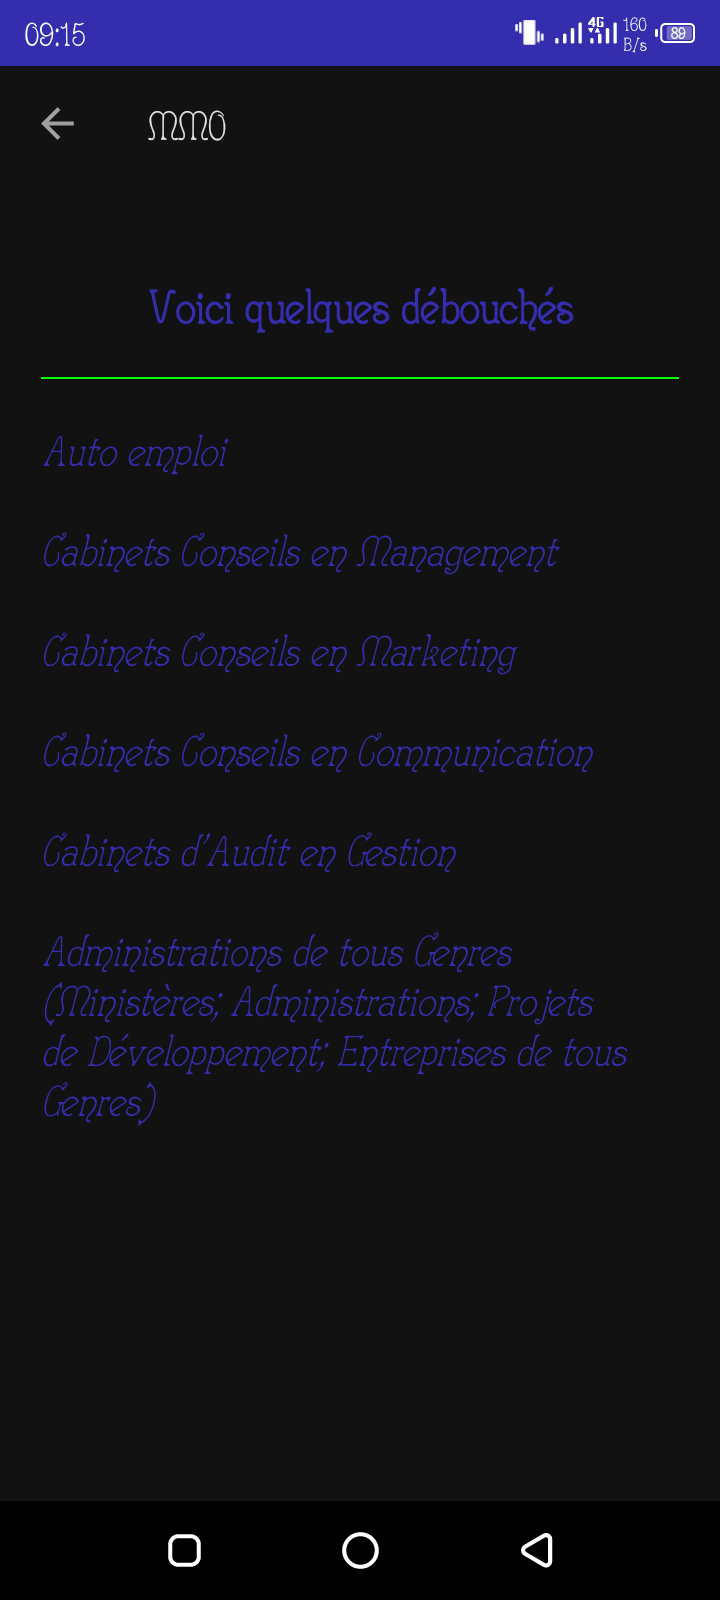 09:15
4G
160
B/s
89
MMO
Voici quelques débouchés
Auto emploi
Cabinets Conseils en Management
Cabinets Conseils en Marketing
Cabinets Conseils en Communication
Cabinets d'Audit en Gestion
Administrations de tous Genres
(Ministères; Administrations; Projets
de Développement; Entreprises de tous
Genres)